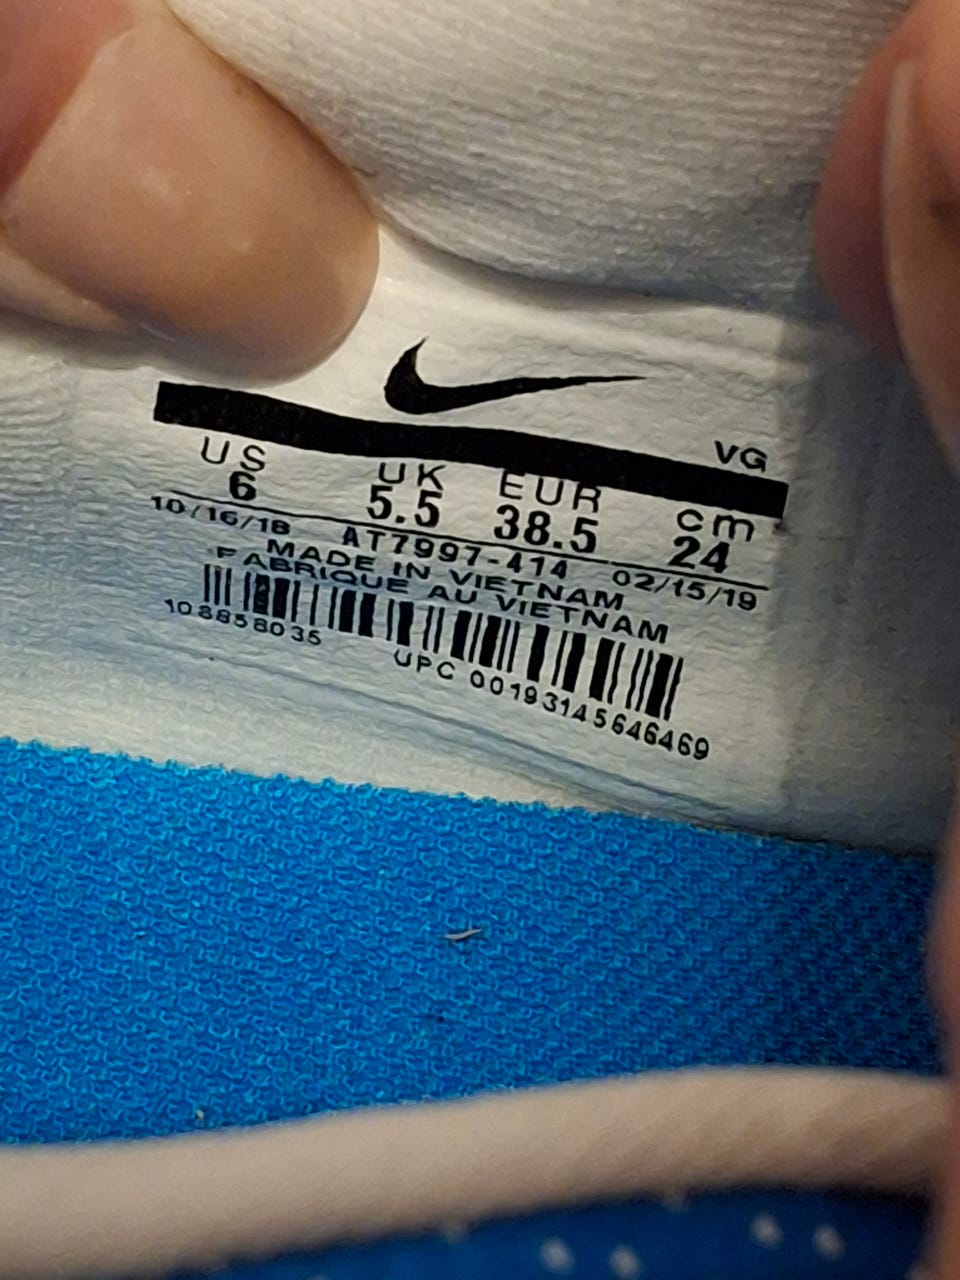 VG
US UK EUR cm
6 5.5 38.5 24
10/16/18 AT7997-414 02/15/19
MADE IN VIETNAM
FABRIQUE AU VIETNAM
108858035
UPC 00193145646469